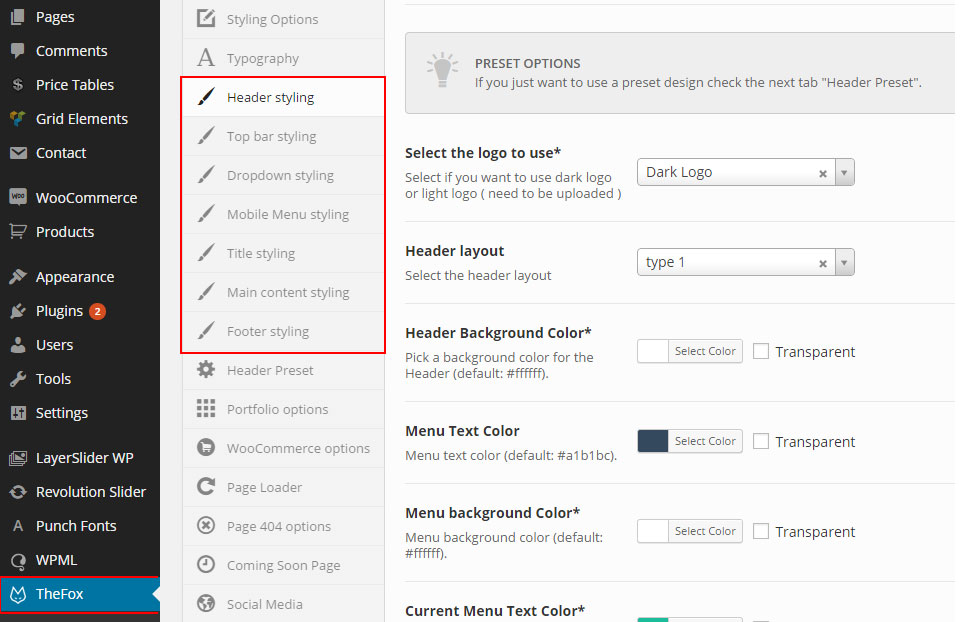 Pages
Comments
Price Tables
Grid Elements
Contact
WooCommerce
Products
Appearance
Plugins 2
Users
Tools
Settings
LayerSlider WP
Revolution Slider
Punch Fonts
WPML
TheFox
Styling Options
Typography
Header styling
Top bar styling
Dropdown styling
Mobile Menu styling
Title styling
Main content styling
Footer styling
Header Preset
Portfolio options
WooCommerce options
Page Loader
Page 404 options
Coming Soon Page
Social Media
PRESET OPTIONS
If you just want to use a preset design check the next tab "Header Preset".
Select the logo to use*
Select if you want to use dark logo
or light logo ( need to be uploaded )
Dark Logo
Header layout
Select the header layout
type 1
Header Background Color*
Pick a background color for the
Header (default: #ffffff).
Select Color
Transparent
Menu Text Color
Menu text color (default: #a1b1bc).
Select Color
Transparent
Menu background Color*
Menu background color (default:
#ffffff).
Select Color
Transparent
Current Menu Text Color*